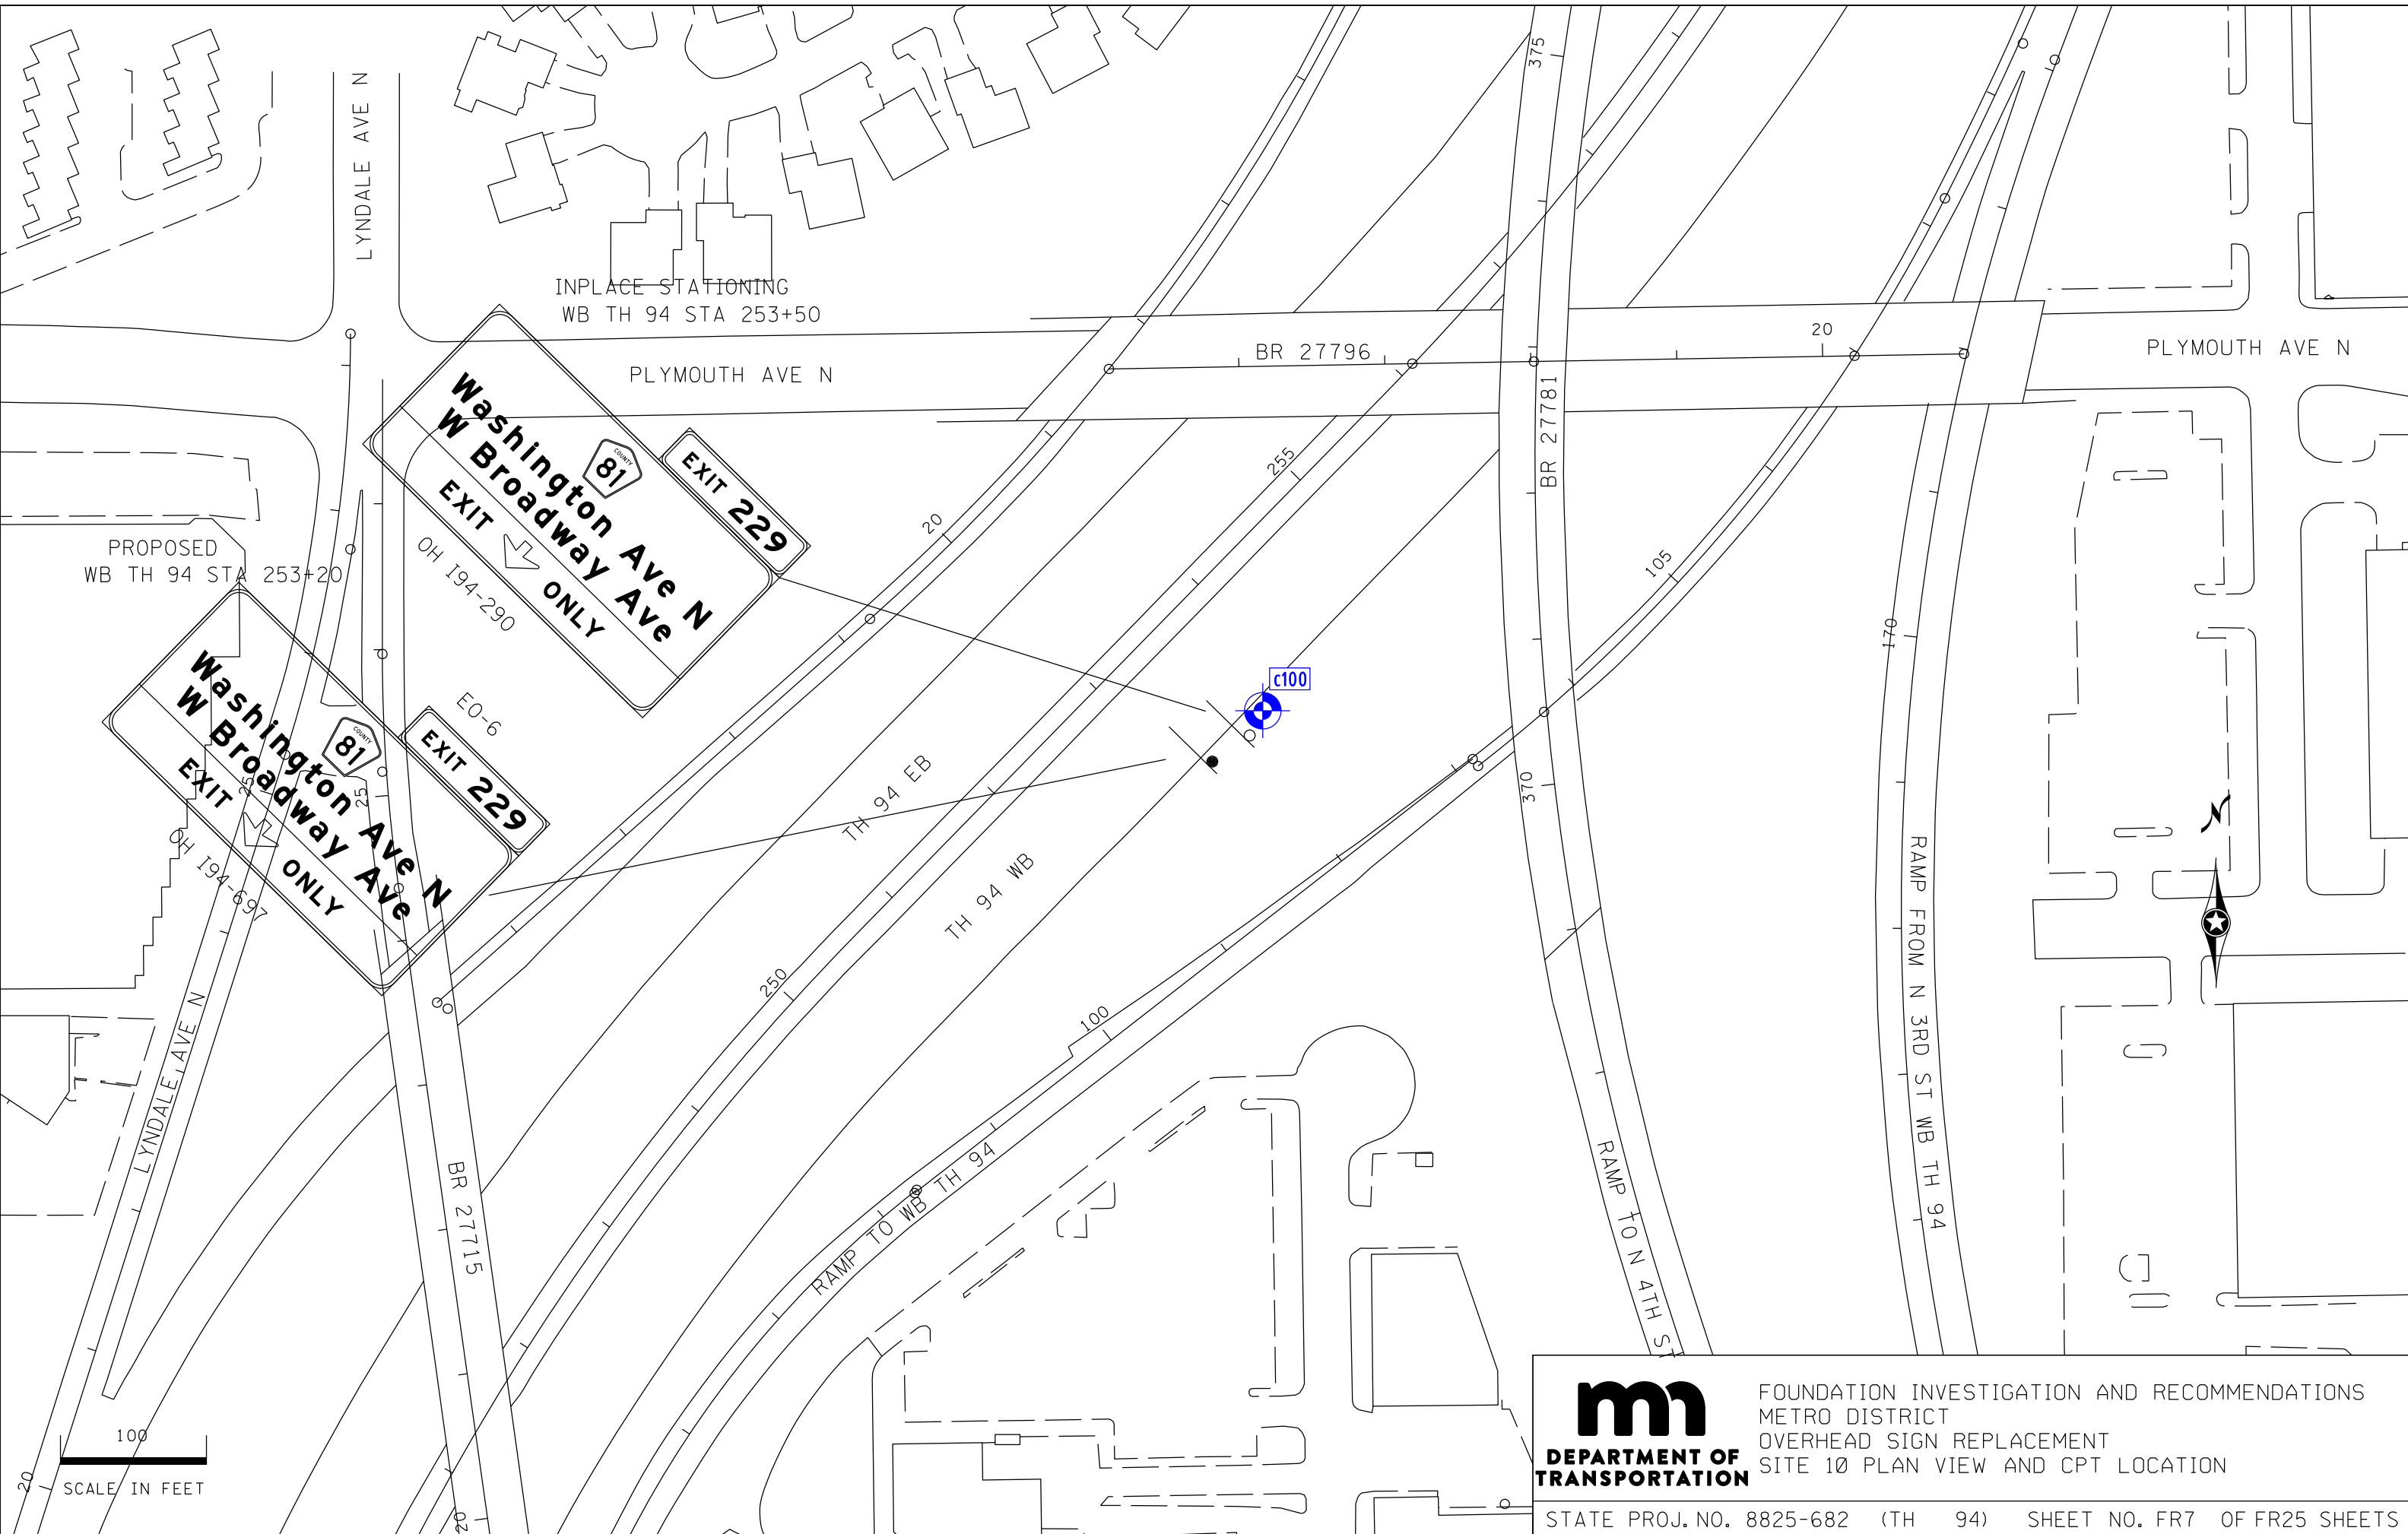 375
LYNDALE AVE N
INPLACE STATIONING
WB TH 94 STA 253+50
20
BR 27796
PLYMOUTH AVE N
PLYMOUTH AVE N
BR 27781
Washington Ave N
W Broadway Ave
COUNTY
81
EXIT 229
EXIT ONLY
OH I94-290
255
20
PROPOSED
WB TH 94 STA 253+20
105
170
c100
Washington Ave N
W Broadway Ave
COUNTY
81
EXIT 229
EXIT ONLY
EO-6
OH I94-697
25
25
TH 94 EB
TH 94 WB
370
250
100
RAMP FROM N 3RD ST WB TH 94
LYNDALE AVE N
BR 27715
RAMP TO WB TH 94
RAMP TO N 4TH ST
100
SCALE IN FEET
20
20
N
m
DEPARTMENT OF
TRANSPORTATION
FOUNDATION INVESTIGATION AND RECOMMENDATIONS
METRO DISTRICT
OVERHEAD SIGN REPLACEMENT
SITE 10 PLAN VIEW AND CPT LOCATION
STATE PROJ. NO. 8825-682 (TH 94) SHEET NO. FR7 OF FR25 SHEETS